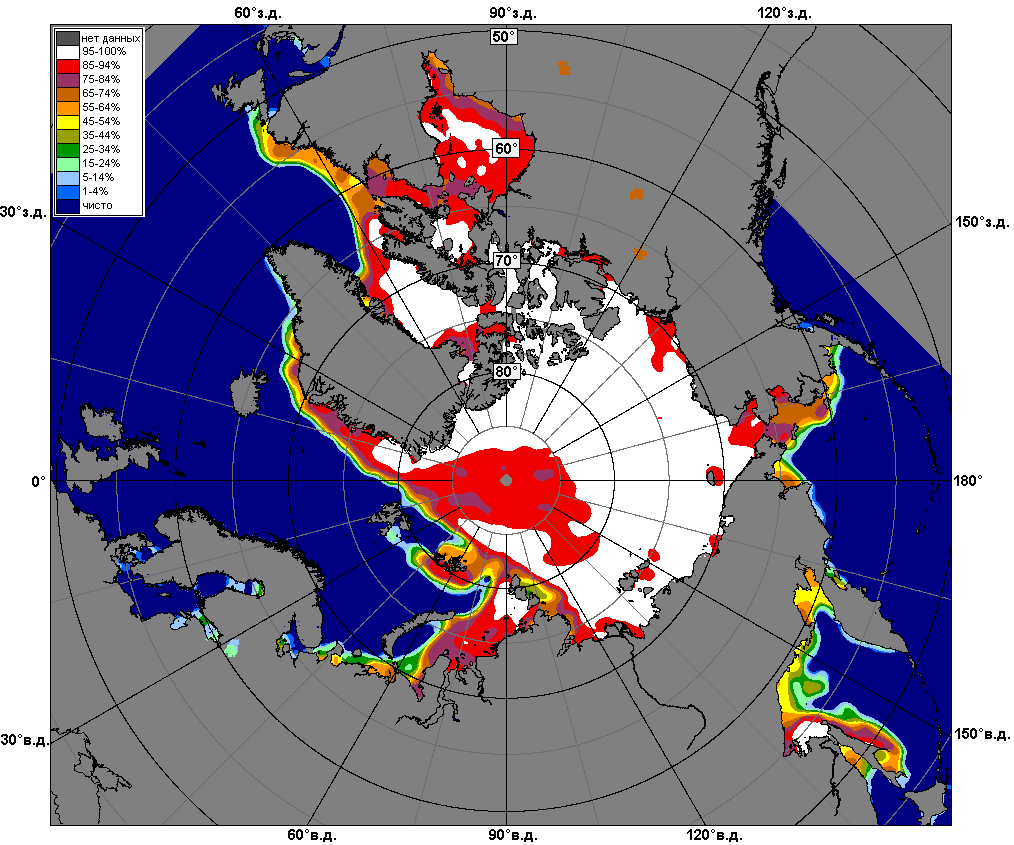 60°з.д.
90°з.д.
120°з.д.
50°
нет данных
95-100%
85-94%
75-84%
65-74%
55-64%
45-54%
35-44%
25-34%
15-24%
5-14%
1-4%
чисто
60°
30°з.д.
150°з.д.
70°
80°
0°
180°
30°в.д.
150°в.д.
60°в.д.
90°в.д.
120°в.д.